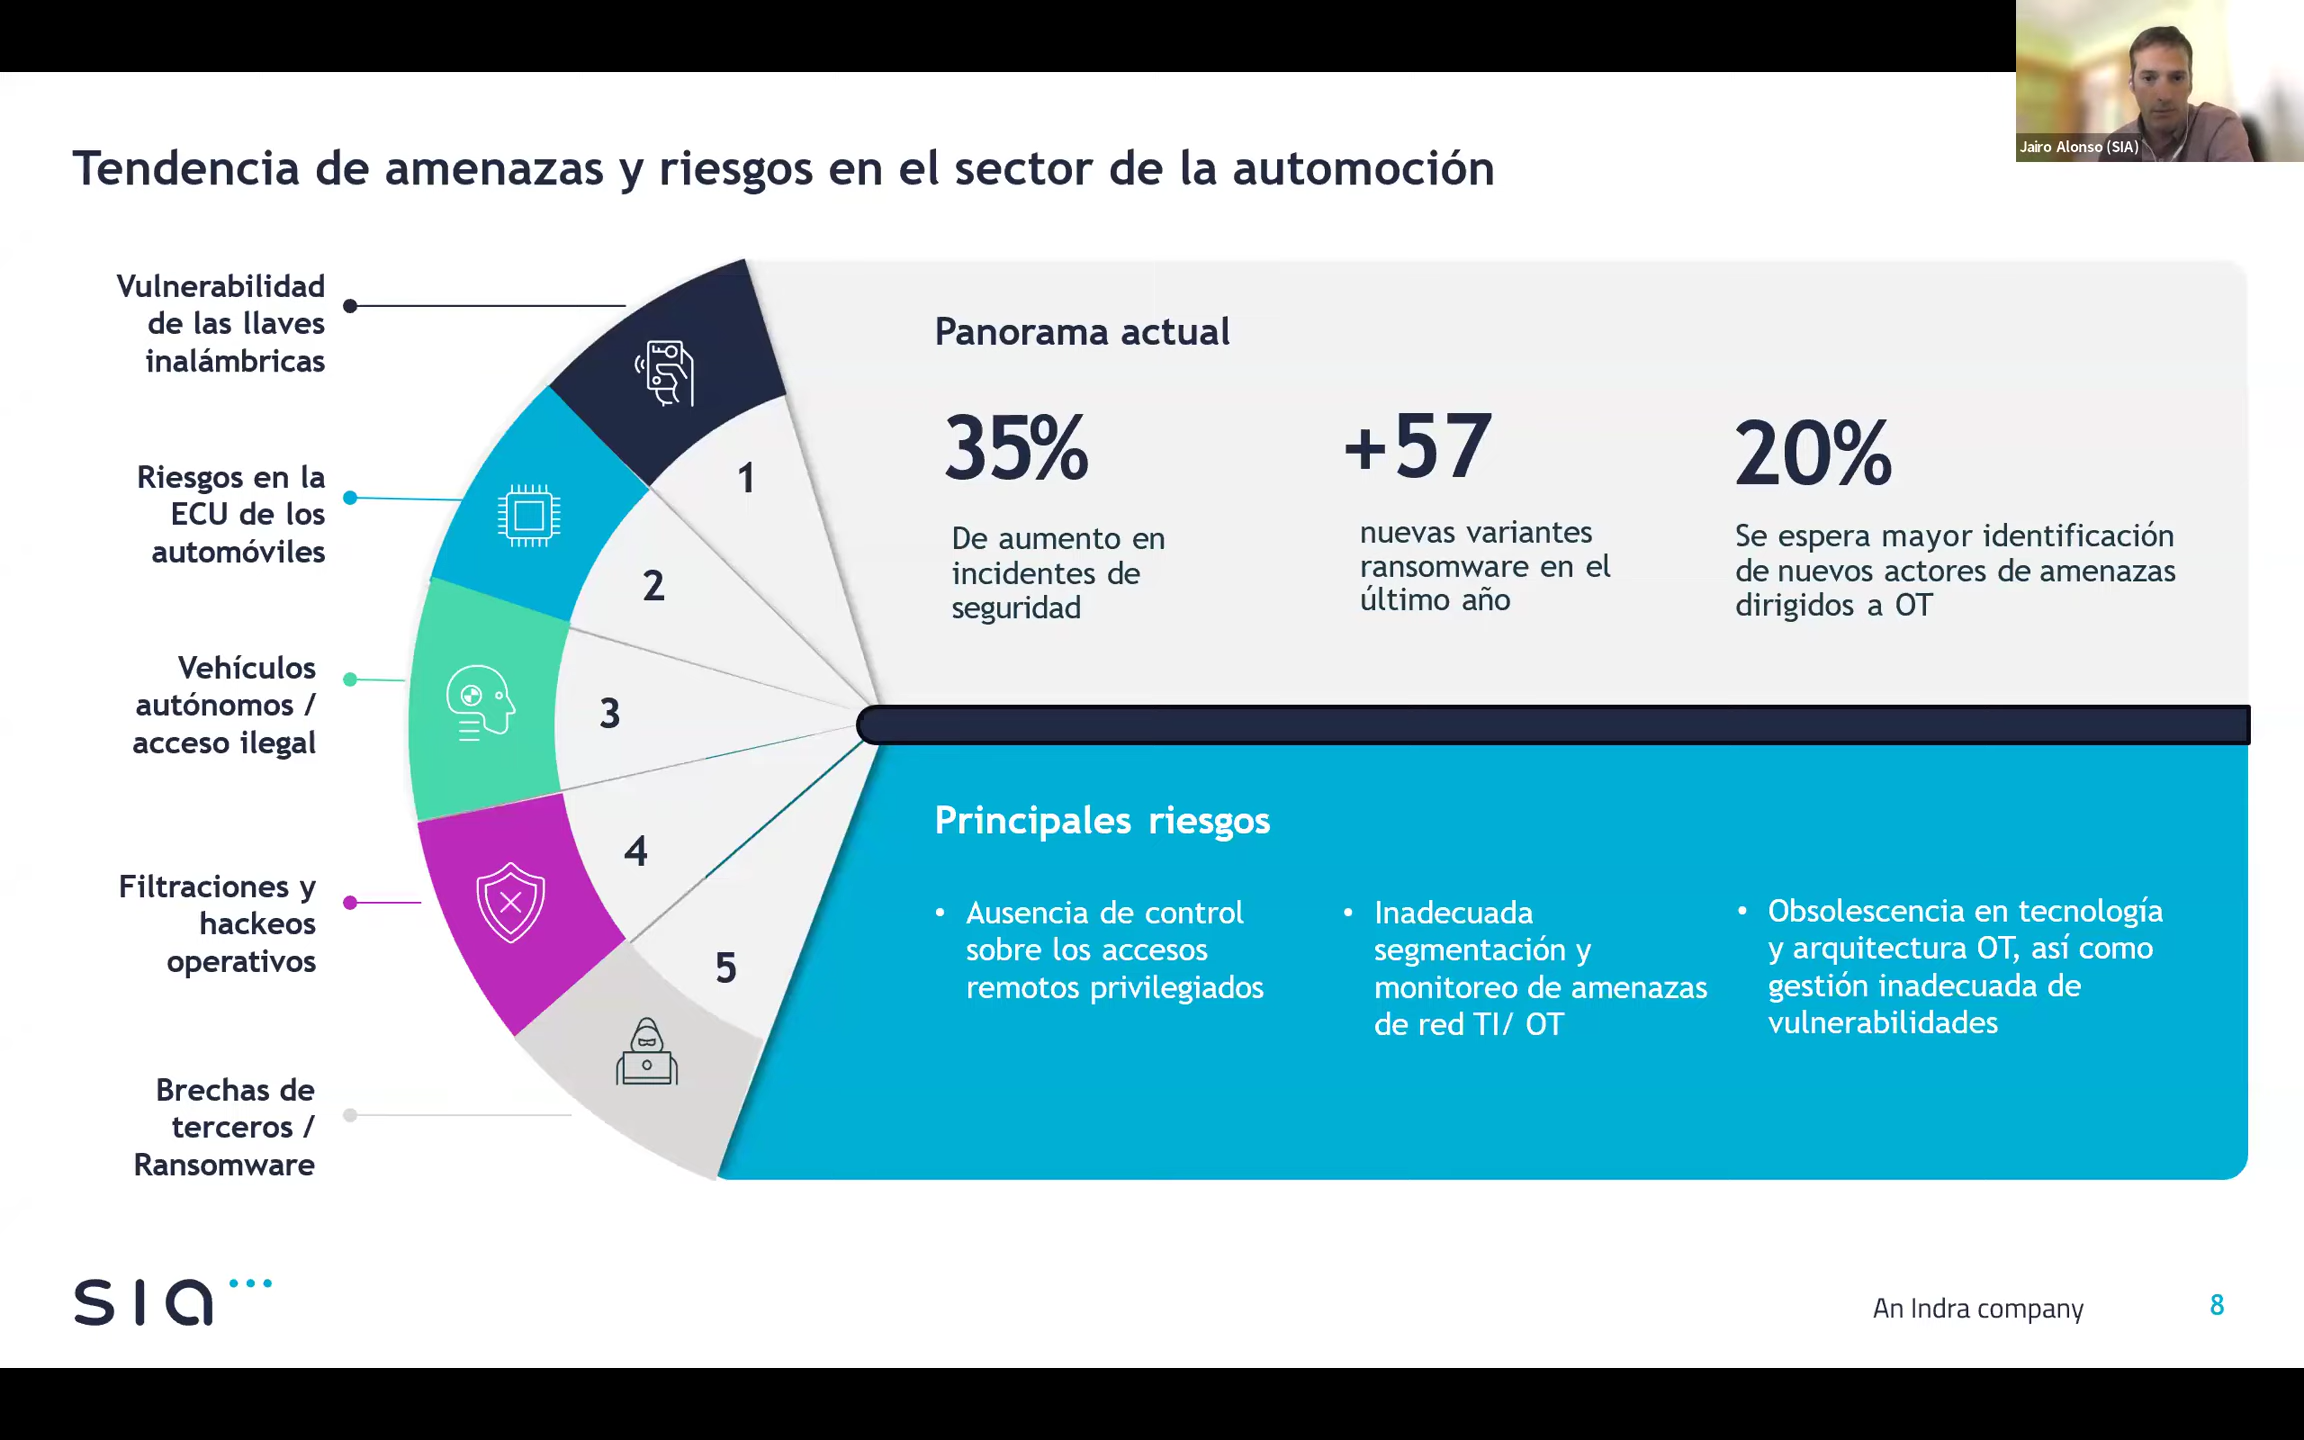 Jairo Alonso (SIA)
Tendencia de amenazas y riesgos en el sector de la automoción
Vulnerabilidad
de las llaves
inalámbricas
Riesgos en la
ECU de los
automóviles
Vehículos
autónomos /
acceso ilegal
Filtraciones y
hackeos
operativos
Brechas de
terceros /
Ransomware
1
2
3
4
5
Panorama actual
35%
De aumento en
incidentes de
seguridad
+57
nuevas variantes
ransomware en el
último año
20%
Se espera mayor identificación
de nuevos actores de amenazas
dirigidos a OT
Principales riesgos
• Ausencia de control
sobre los accesos
remotos privilegiados
• Inadecuada
segmentación y
monitoreo de amenazas
de red TI/ OT
• Obsolescencia en tecnología
y arquitectura OT, así como
gestión inadecuada de
vulnerabilidades
sia
An Indra company
8